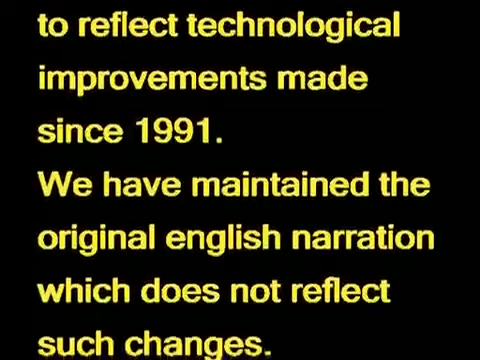 to reflect technological
improvements made
since 1991.
We have maintained the
original english narration
which does not reflect
such changes.